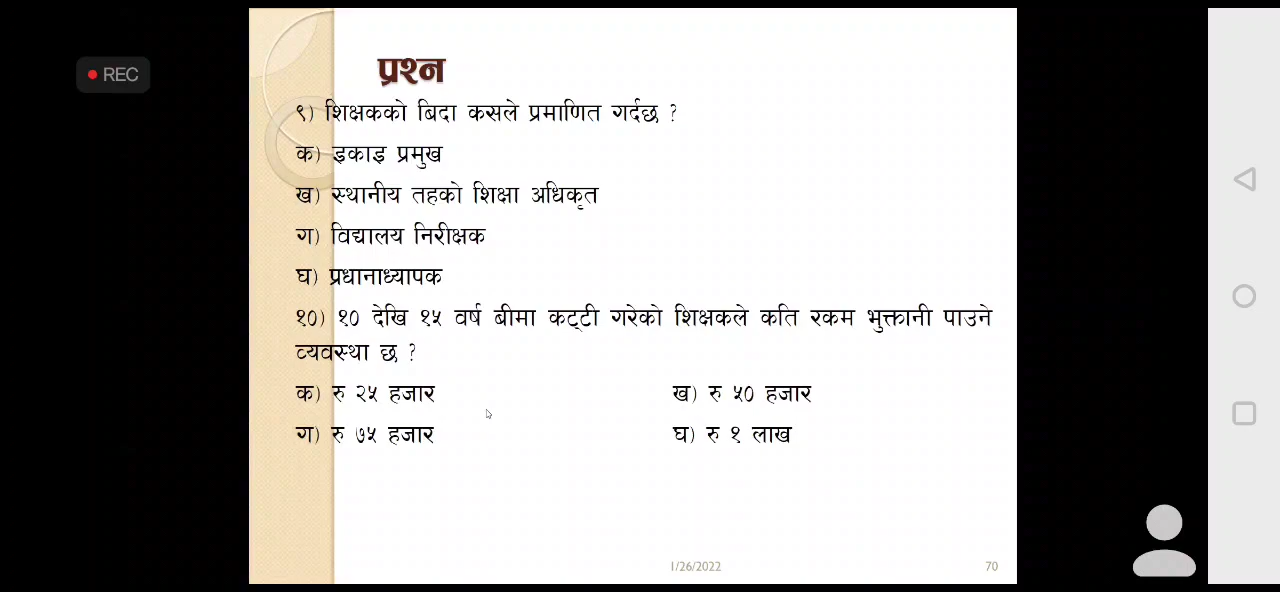 REC
प्रश्न
९) शिक्षकको बिदा कसले प्रमाणित गर्दछ ?
क) इकाइ प्रमुख
ख) स्थानीय तहको शिक्षा अधिकृत
ग) विद्यालय निरीक्षक
घ) प्रधानाध्यापक
१०) १० देखि १५ वर्ष बीमा कट्टी गरेको शिक्षकले कति रकम भुक्तानी पाउने
व्यवस्था छ ?
क) रु २५ हजार ख) रु ५० हजार
ग) रु ७५ हजार घ) रु १ लाख
1/26/2022 70